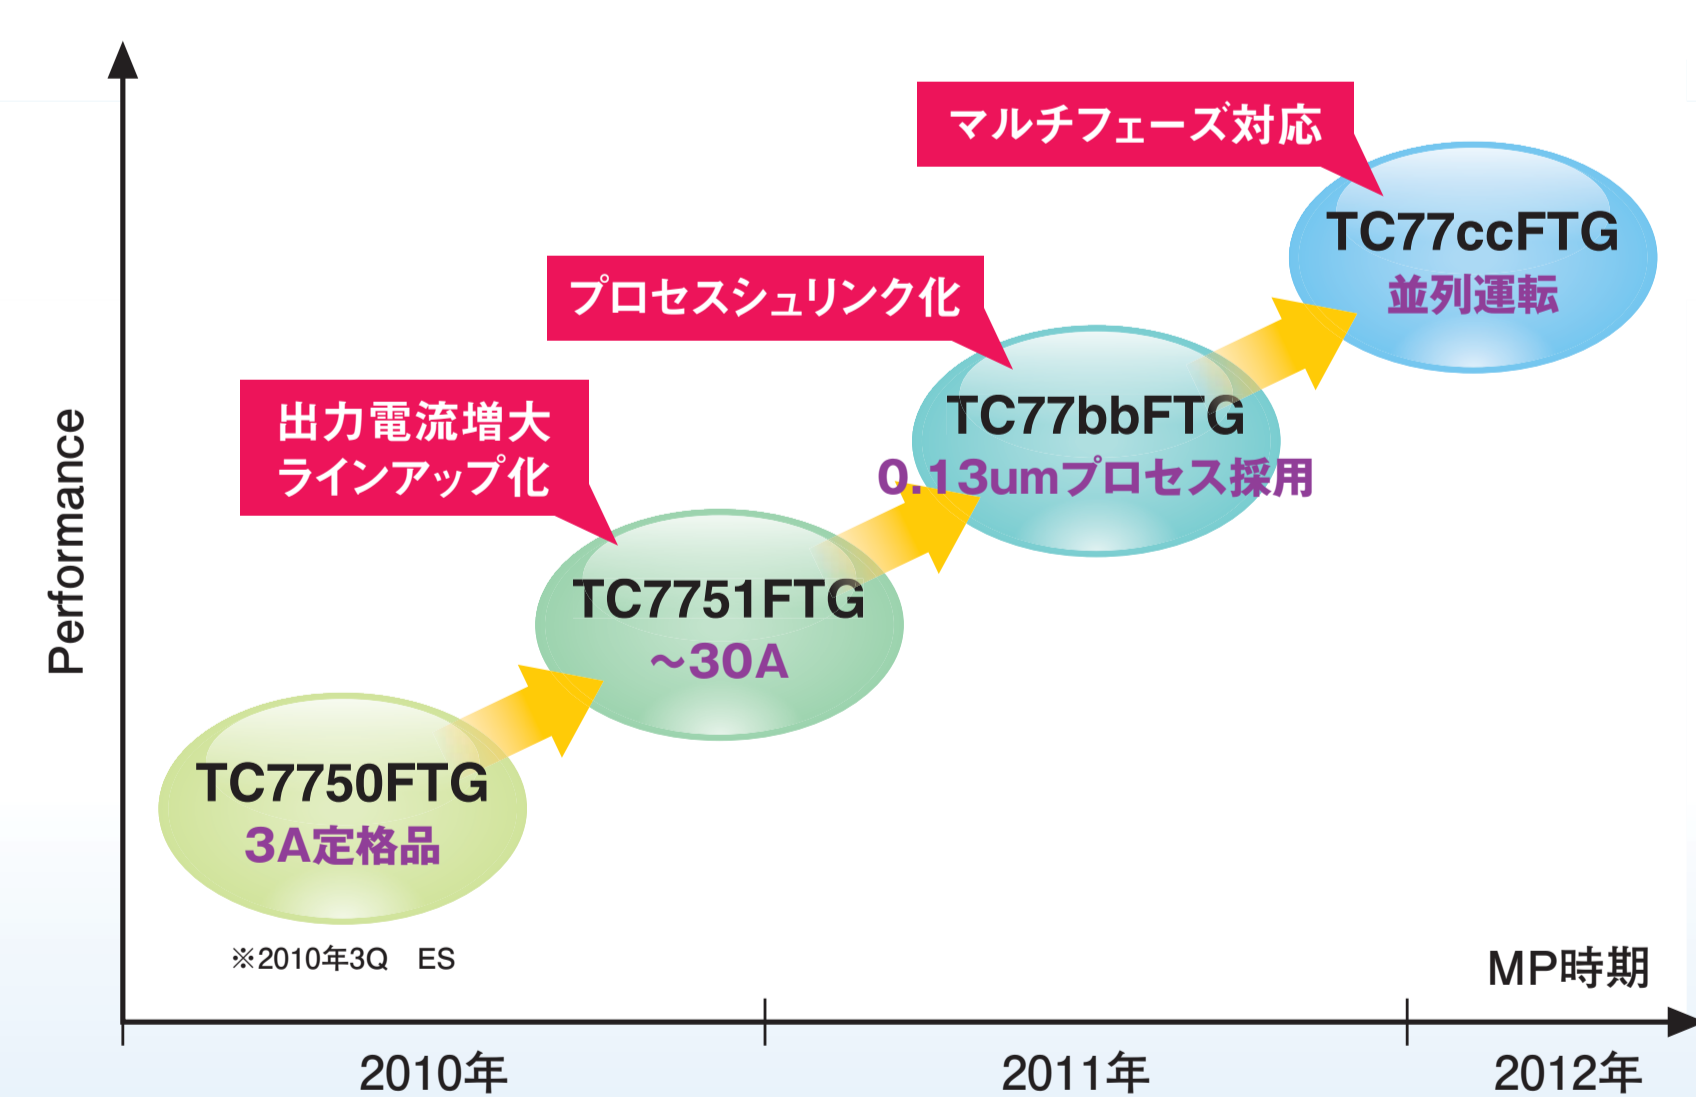 マルチフェーズ対応
TC77ccFTG
並列運転
プロセスシュリンク化
TC77bbFTG
0.13umプロセス採用
出力電流増大
ラインアップ化
TC7751FTG
～30A
TC7750FTG
3A定格品
※2010年3Q ES
Performance
MP時期
2010年
2011年
2012年